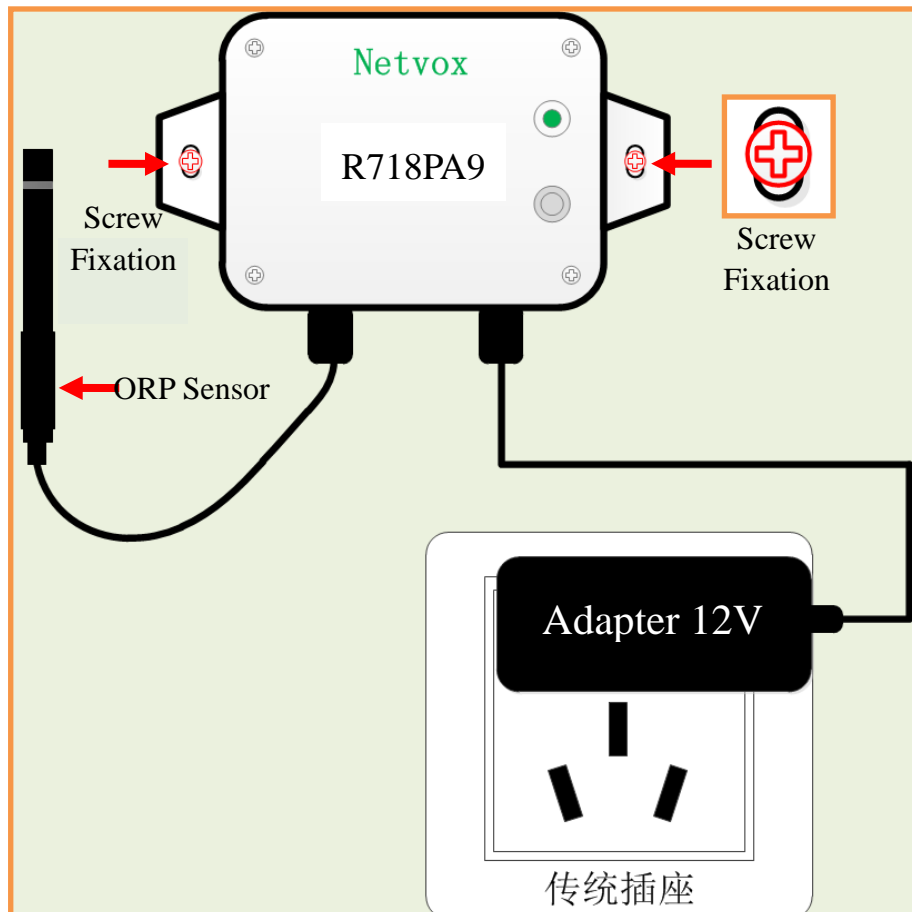 Netvox
R718PA9
Screw
Fixation
Screw
Fixation
ORP Sensor
Adapter 12V
传统插座